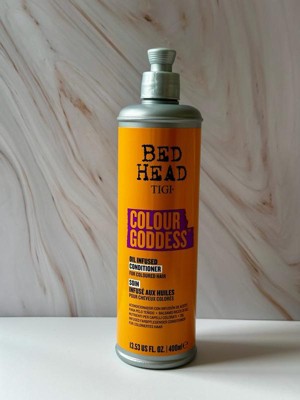 BED
HEAD
TIGI
COLOUR
GODDESS
OIL INFUSED
CONDITIONER
FOR COLOURED HAIR
SOIN
INFUSÉ AUX HUILES
POUR CHEVEUX COLORÉS
13.53 US FL. OZ. | 400ml e